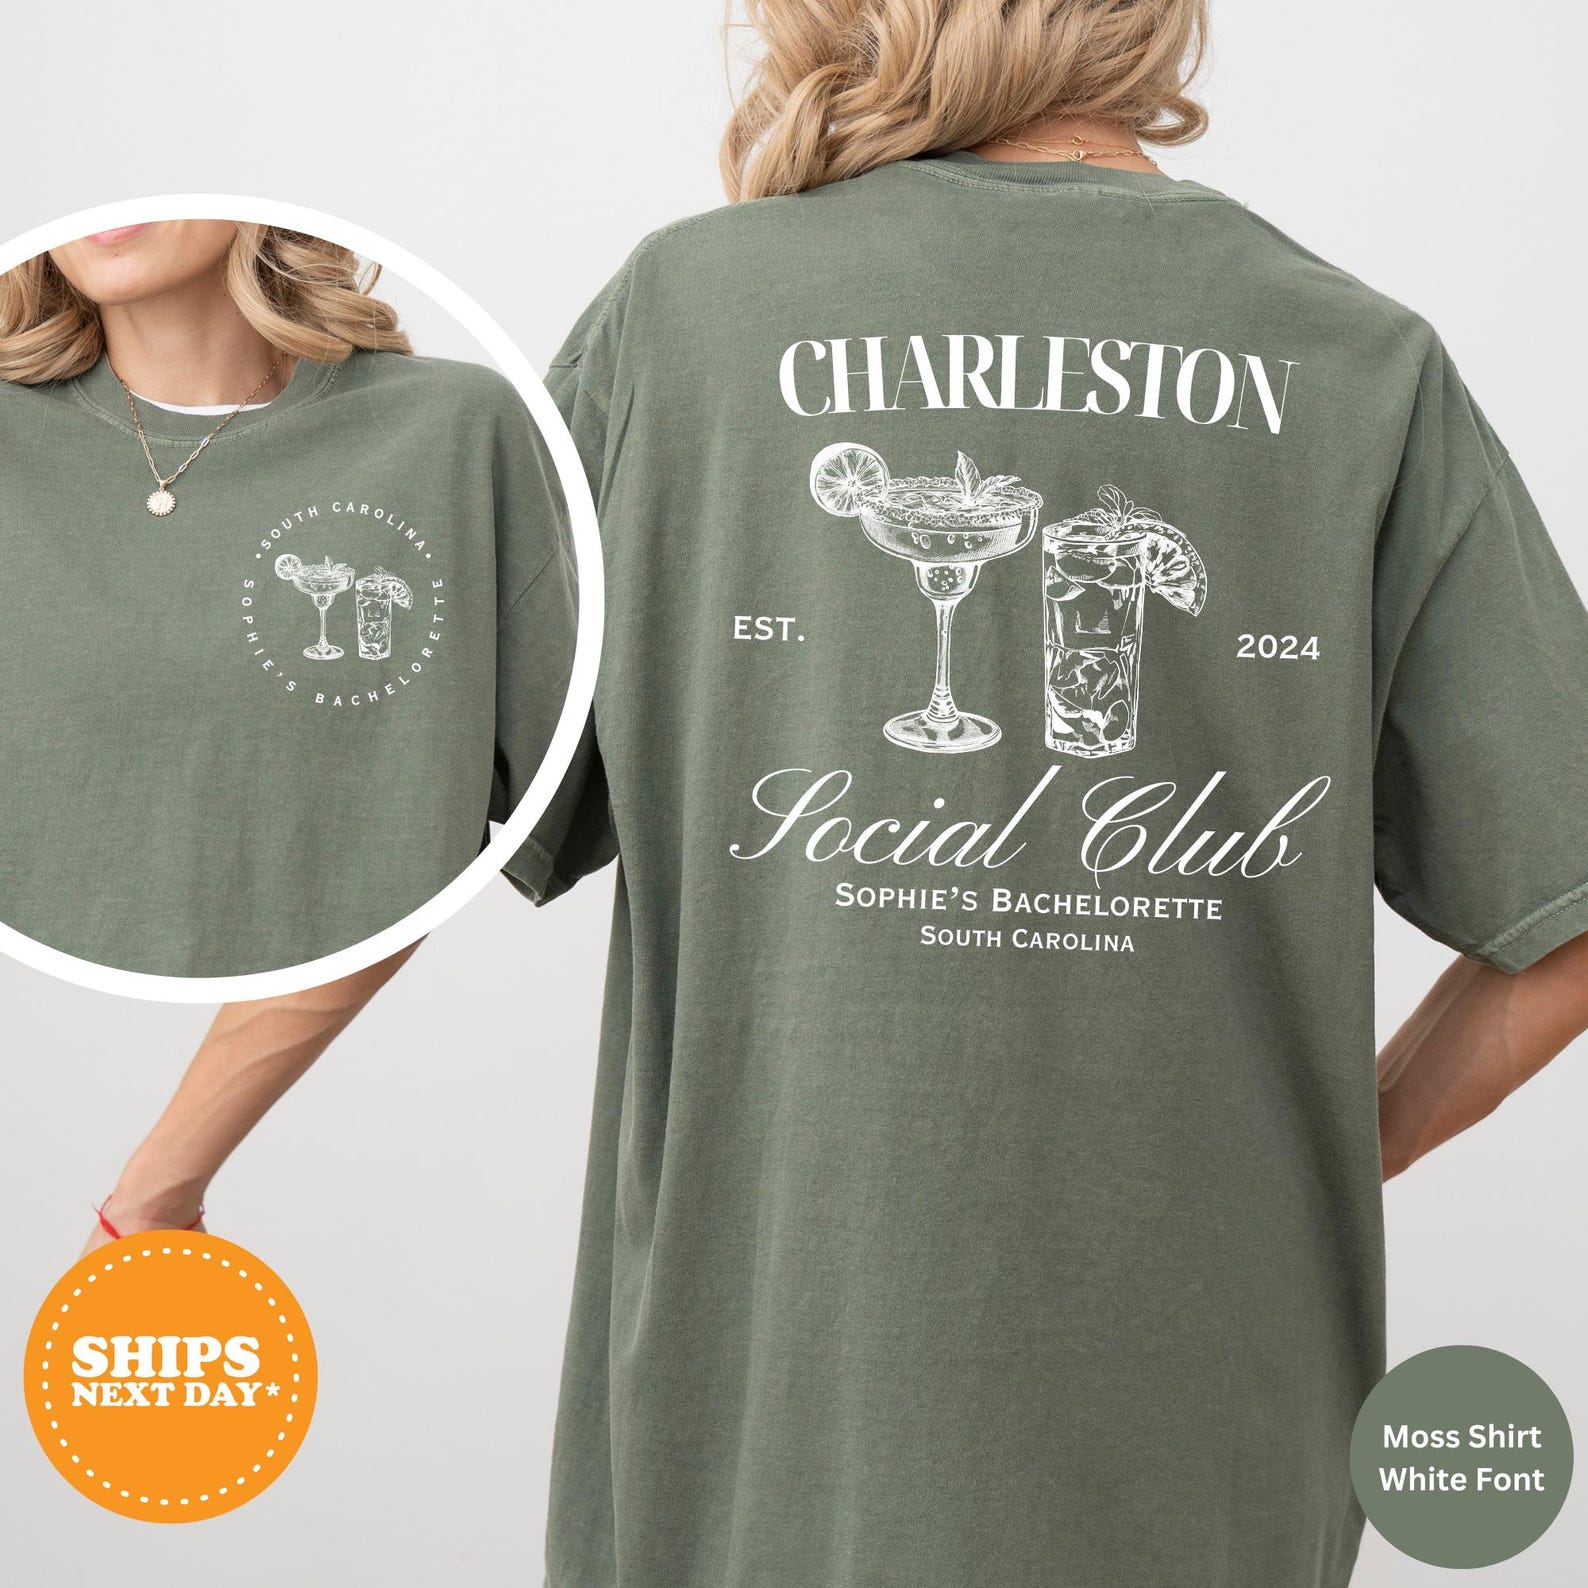 SOUTH CAROLINA
SOPHIE'S BACHELORETTE
CHARLESTON
EST.
2024
Social Club
SOPHIE'S BACHELORETTE
SOUTH CAROLINA
SHIPS
NEXT DAY*
Moss Shirt
White Font